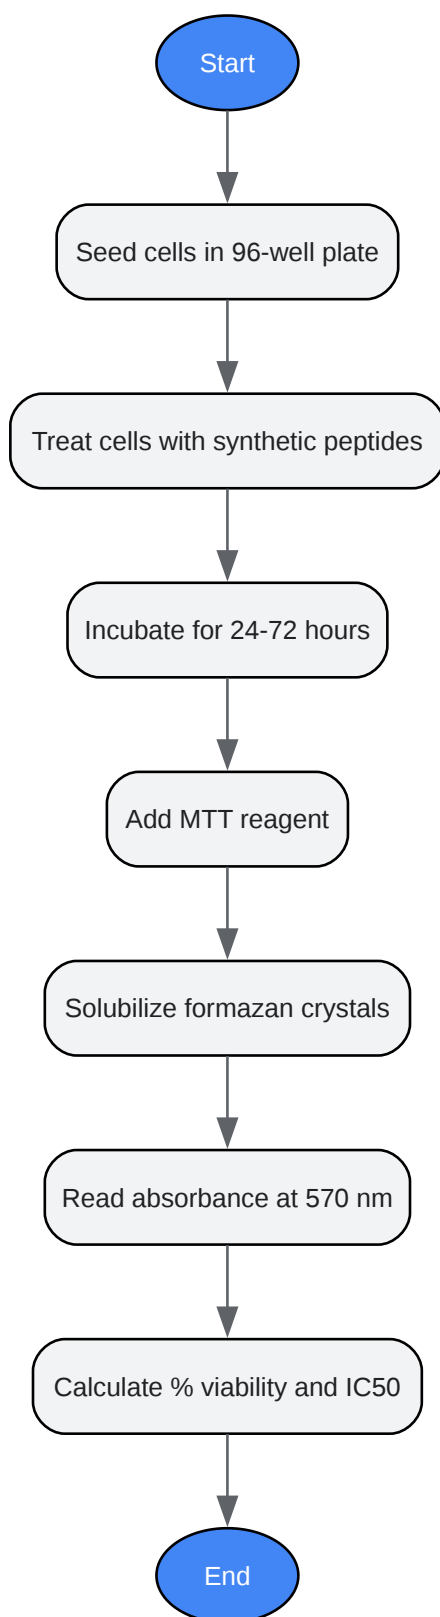 Start
Seed cells in 96-well plate
Treat cells with synthetic peptides
Incubate for 24-72 hours
Add MTT reagent
Solubilize formazan crystals
Read absorbance at 570 nm
Calculate % viability and IC50
End